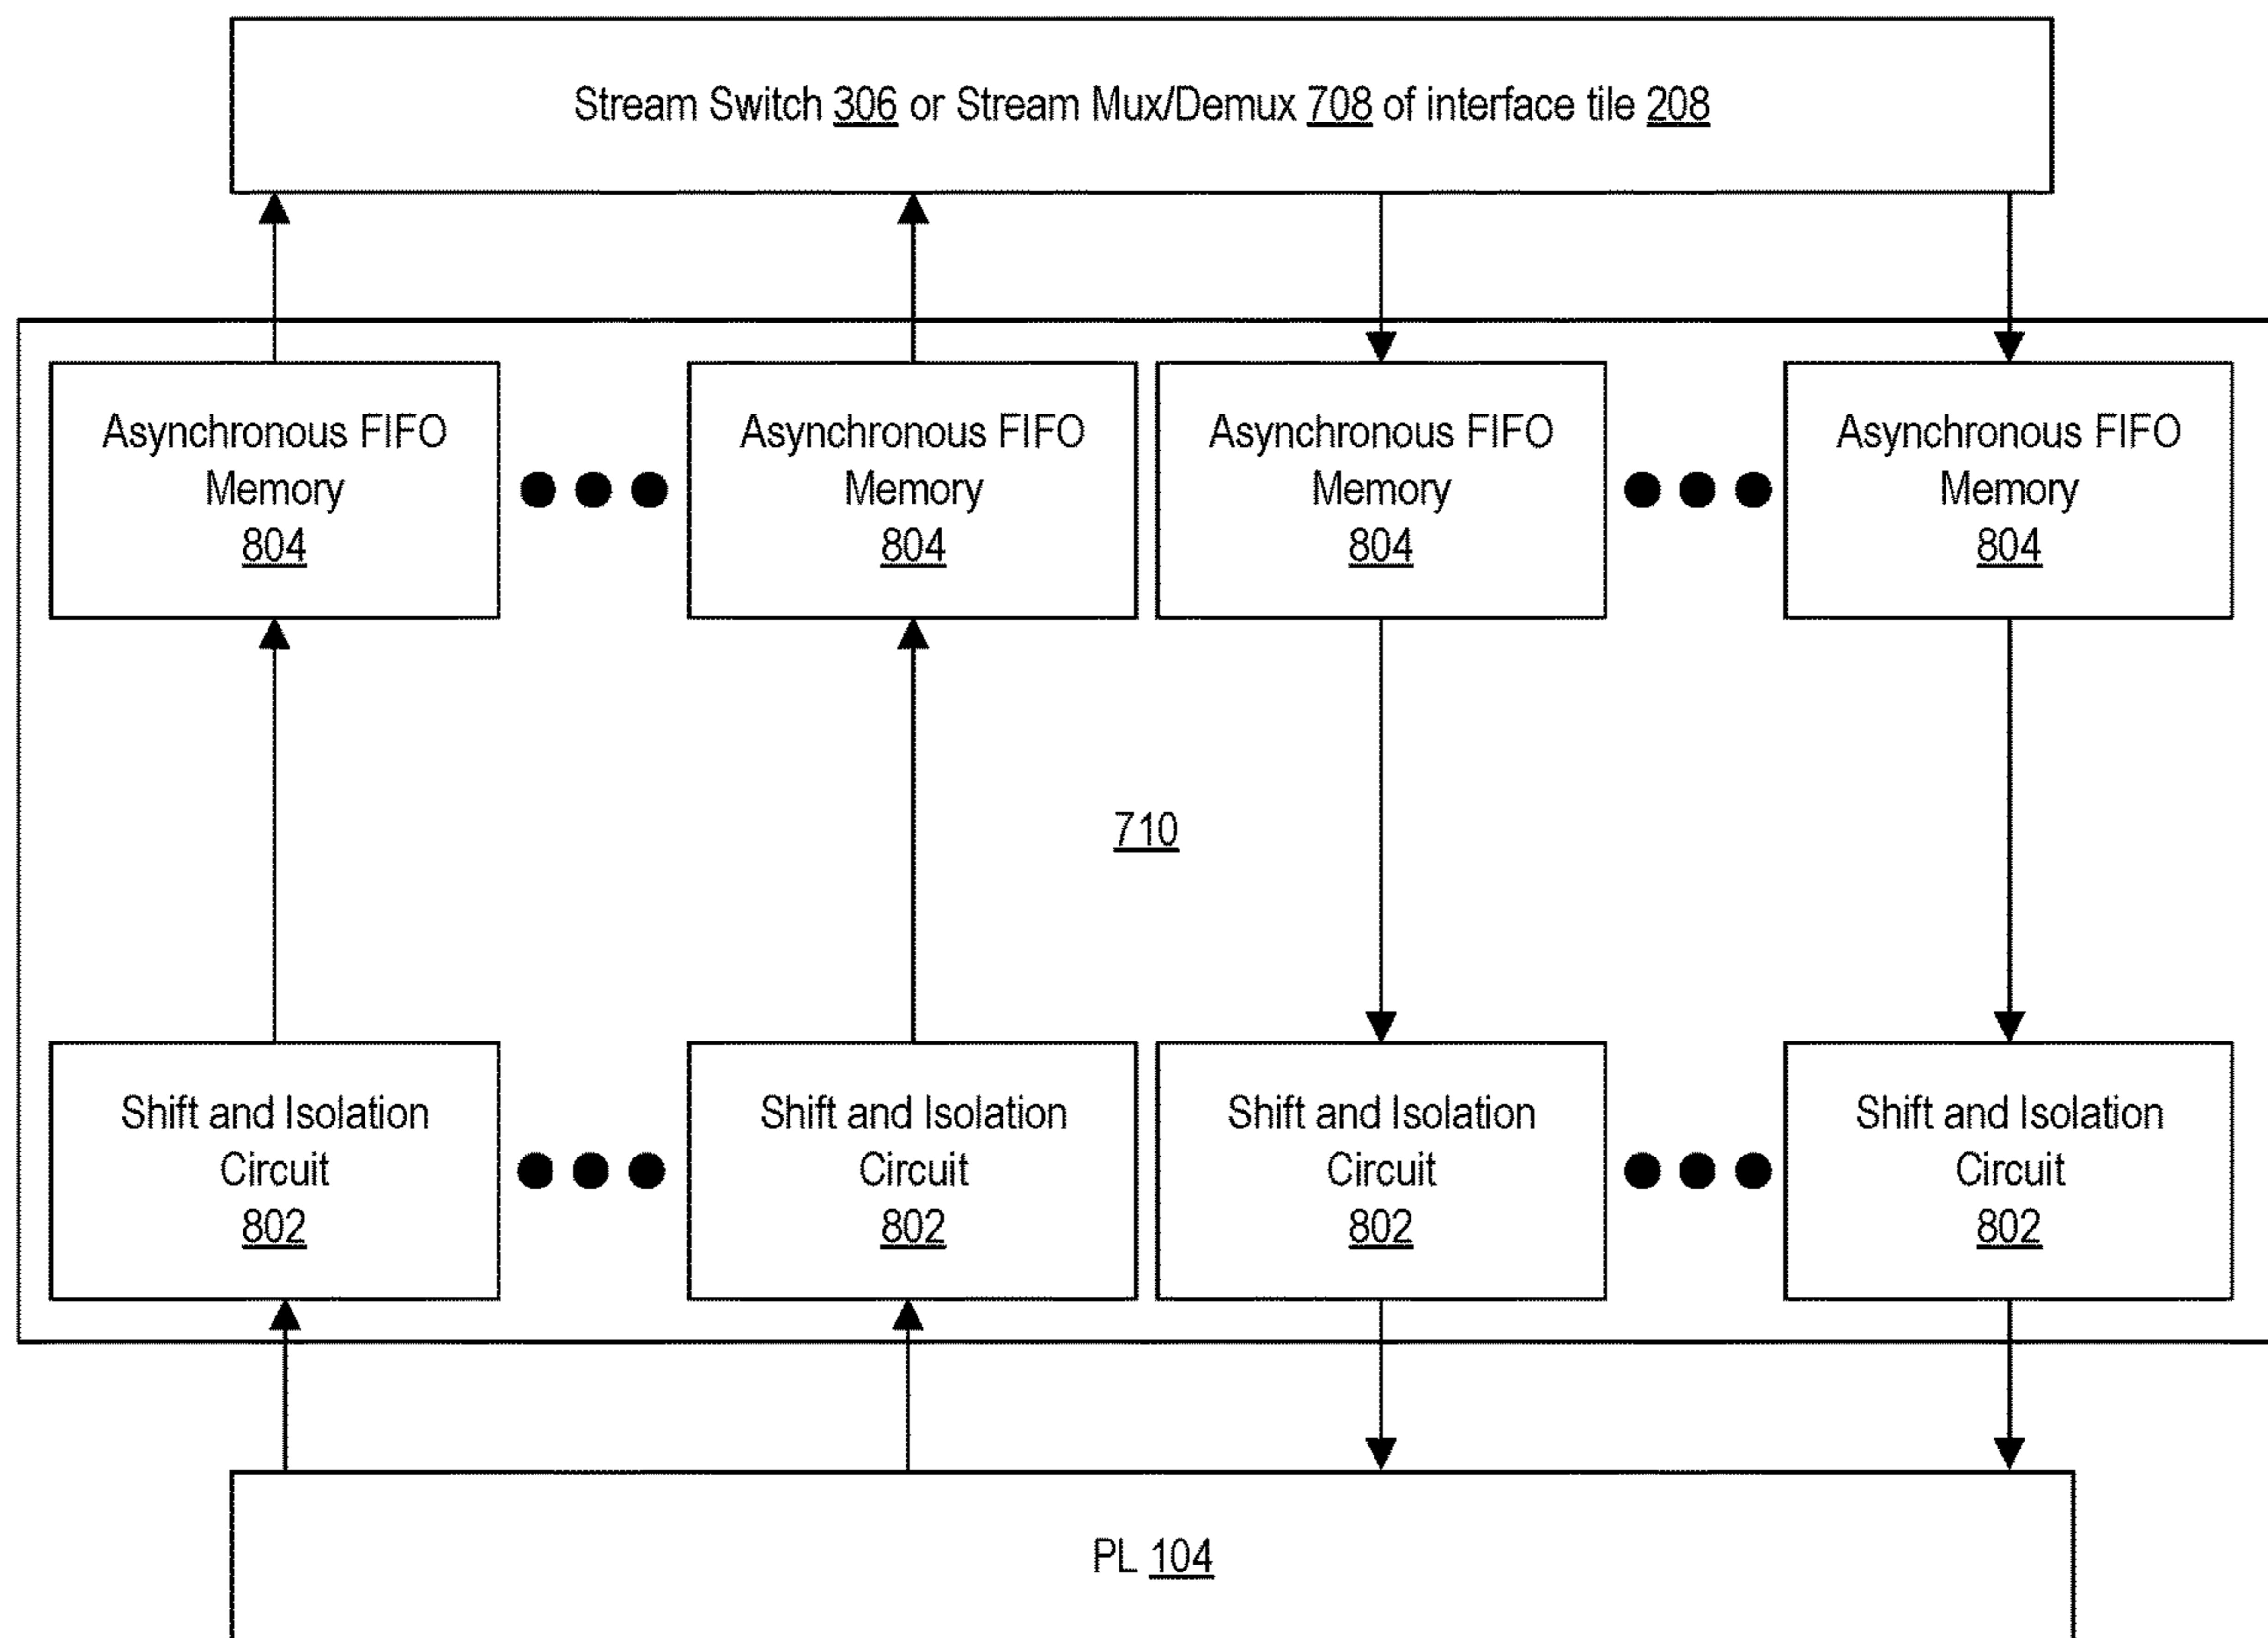 Stream Switch 306 or Stream Mux/Demux 708 of interface tile 208
Asynchronous FIFO
Memory
804
Asynchronous FIFO
Memory
804
Asynchronous FIFO
Memory
804
Asynchronous FIFO
Memory
804
710
Shift and Isolation
Circuit
802
Shift and Isolation
Circuit
802
Shift and Isolation
Circuit
802
Shift and Isolation
Circuit
802
PL 104